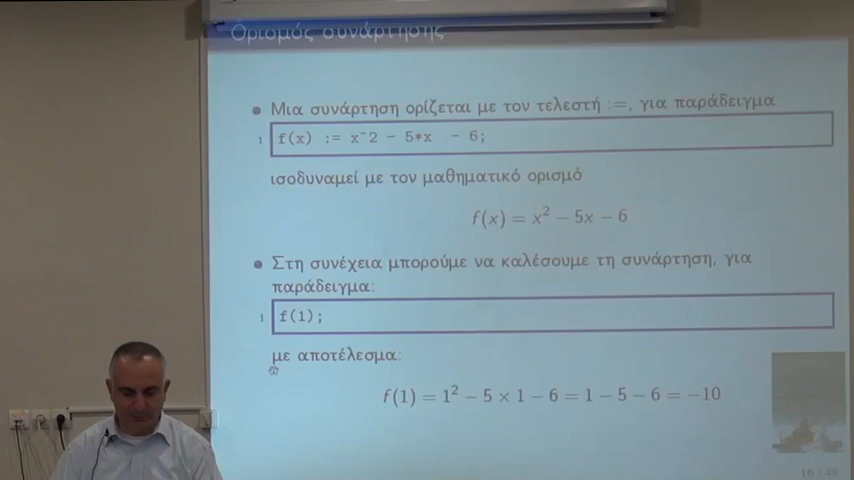 Ορισμός συνάρτησης
• Μια συνάρτηση ορίζεται με τον τελεστή :=, για παράδειγμα
1 f(x) := x^2 - 5*x - 6;
ισοδυναμεί με τον μαθηματικό ορισμό
f(x) = x² − 5x − 6
• Στη συνέχεια μπορούμε να καλέσουμε τη συνάρτηση, για
παράδειγμα:
1 f(1);
με αποτέλεσμα:
f(1) = 1² − 5 × 1 − 6 = 1 − 5 − 6 = −10
16 / 49